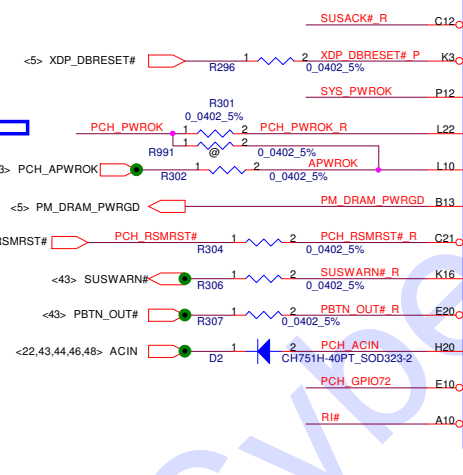 SUSACK#_R C12
<5> XDP_DBRESET# 1 2 XDP_DBRESET#_P K3
R296 0_0402_5%
SYS_PWROK P12
R301
0_0402_5%
PCH_PWROK 1 2 PCH_PWROK_R L22
1 2
R991 @ 0_0402_5%
3> PCH_APWROK 1 2 APWROK L10
R302 0_0402_5%
<5> PM_DRAM_PWRGD PM_DRAM_PWRGD B13
RSMRST# PCH_RSMRST# 1 2 PCH_RSMRST#_R C21
R304 0_0402_5%
<43> SUSWARN# 1 2 SUSWARN#_R K16
R306 0_0402_5%
<43> PBTN_OUT# 1 2 PBTN_OUT#_R E20
R307 0_0402_5%
<22,43,44,46,48> ACIN 1 2 PCH_ACIN H20
D2 CH751H-40PT_SOD323-2
PCH_GPIO72 E10
RI# A10